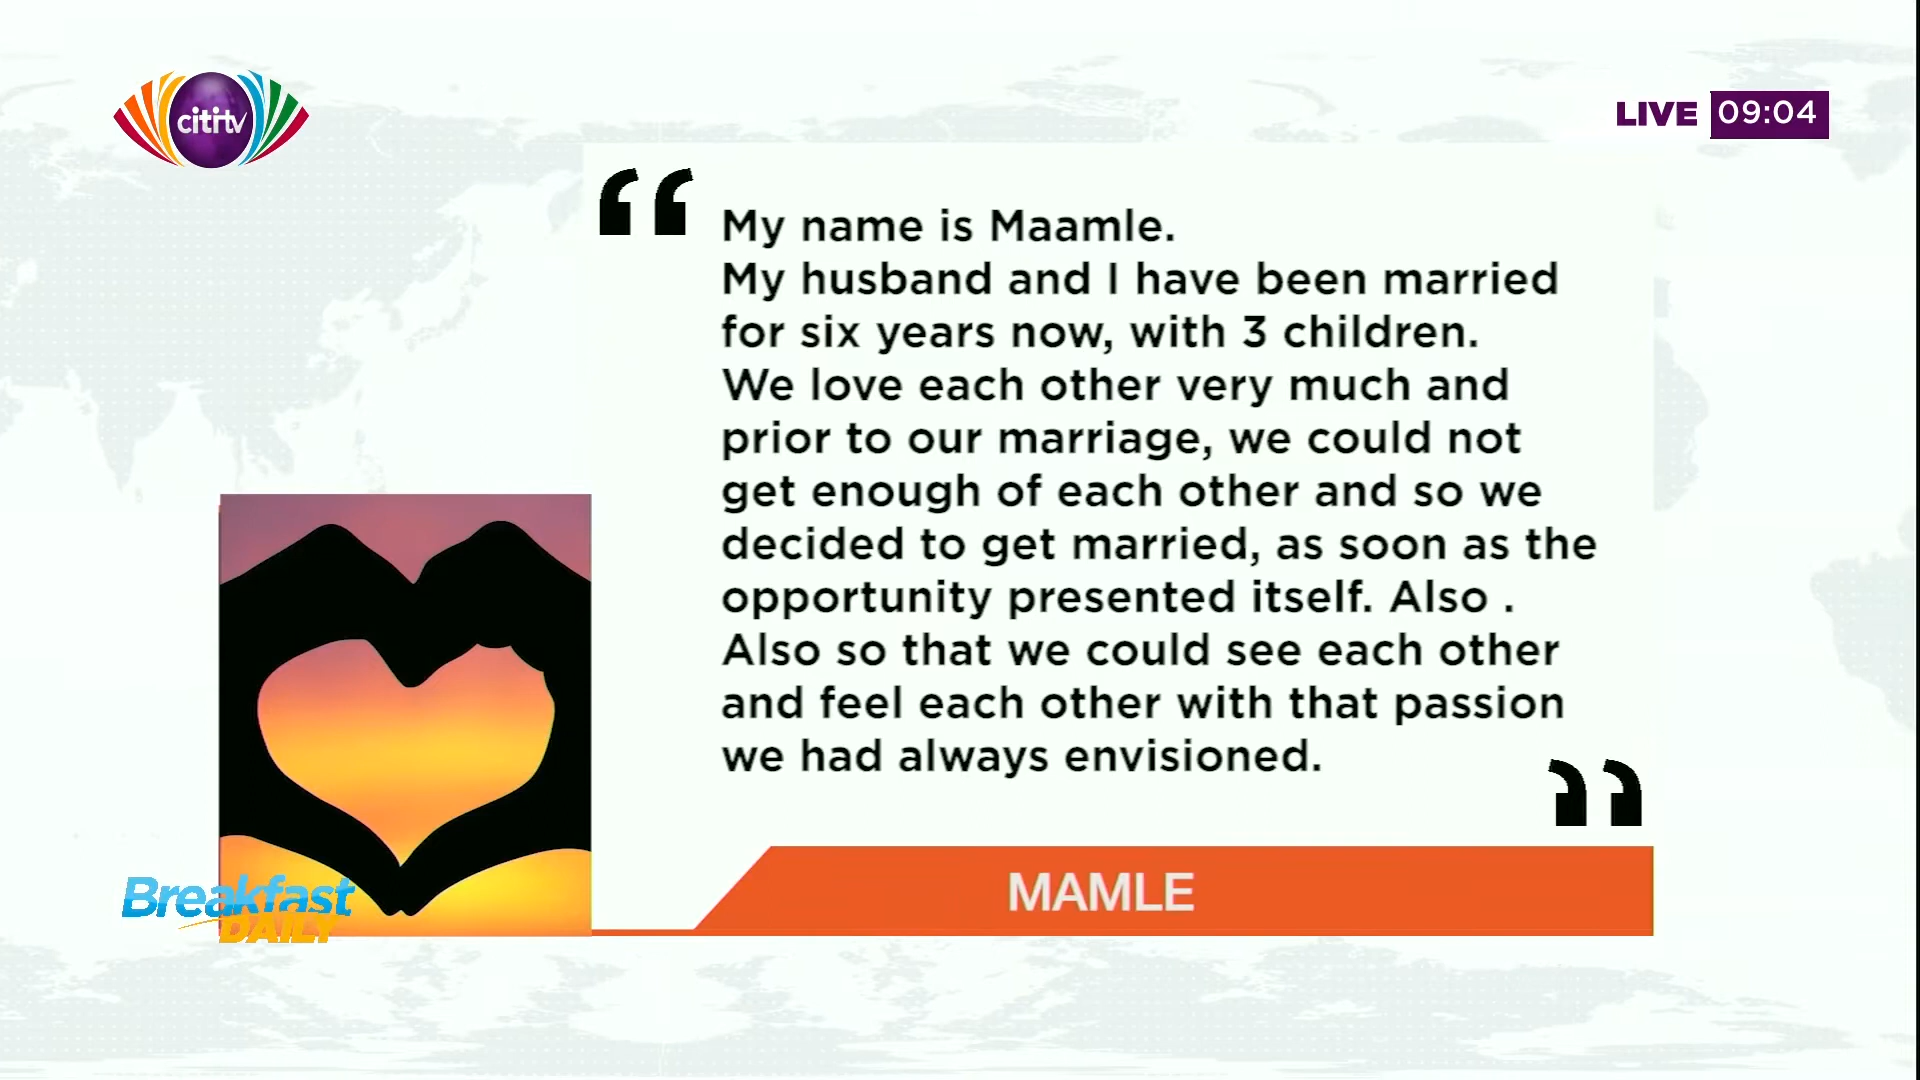 citi tv
LIVE 09:04
My name is Maamle.
My husband and I have been married
for six years now, with 3 children.
We love each other very much and
prior to our marriage, we could not
get enough of each other and so we
decided to get married, as soon as the
opportunity presented itself. Also .
Also so that we could see each other
and feel each other with that passion
we had always envisioned.
MAMLE
Breakfast
DAILY